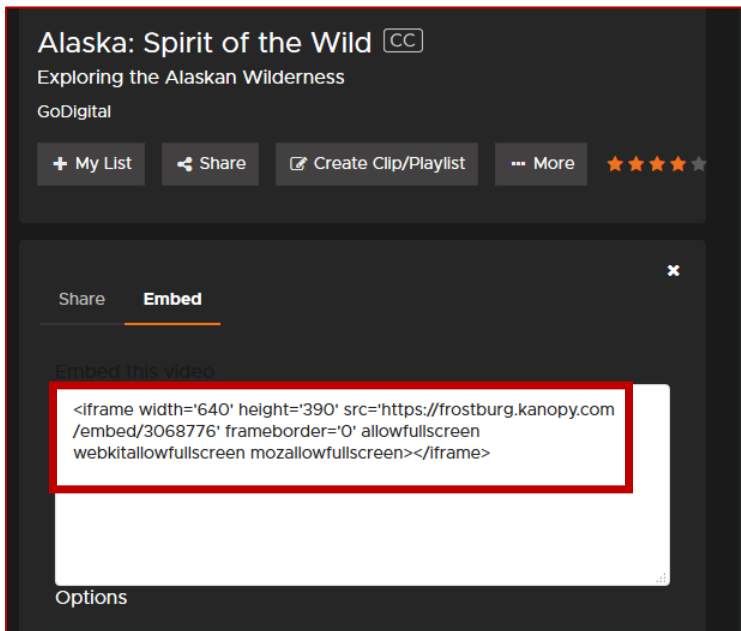 Alaska: Spirit of the Wild CC
Exploring the Alaskan Wilderness
GoDigital
+ My List Share Create Clip/Playlist ••• More
Share Embed
Embed this video
<iframe width='640' height='390' src='https://frostburg.kanopy.com
/embed/3068776' frameborder='0' allowfullscreen
webkitallowfullscreen mozallowfullscreen></iframe>
Options